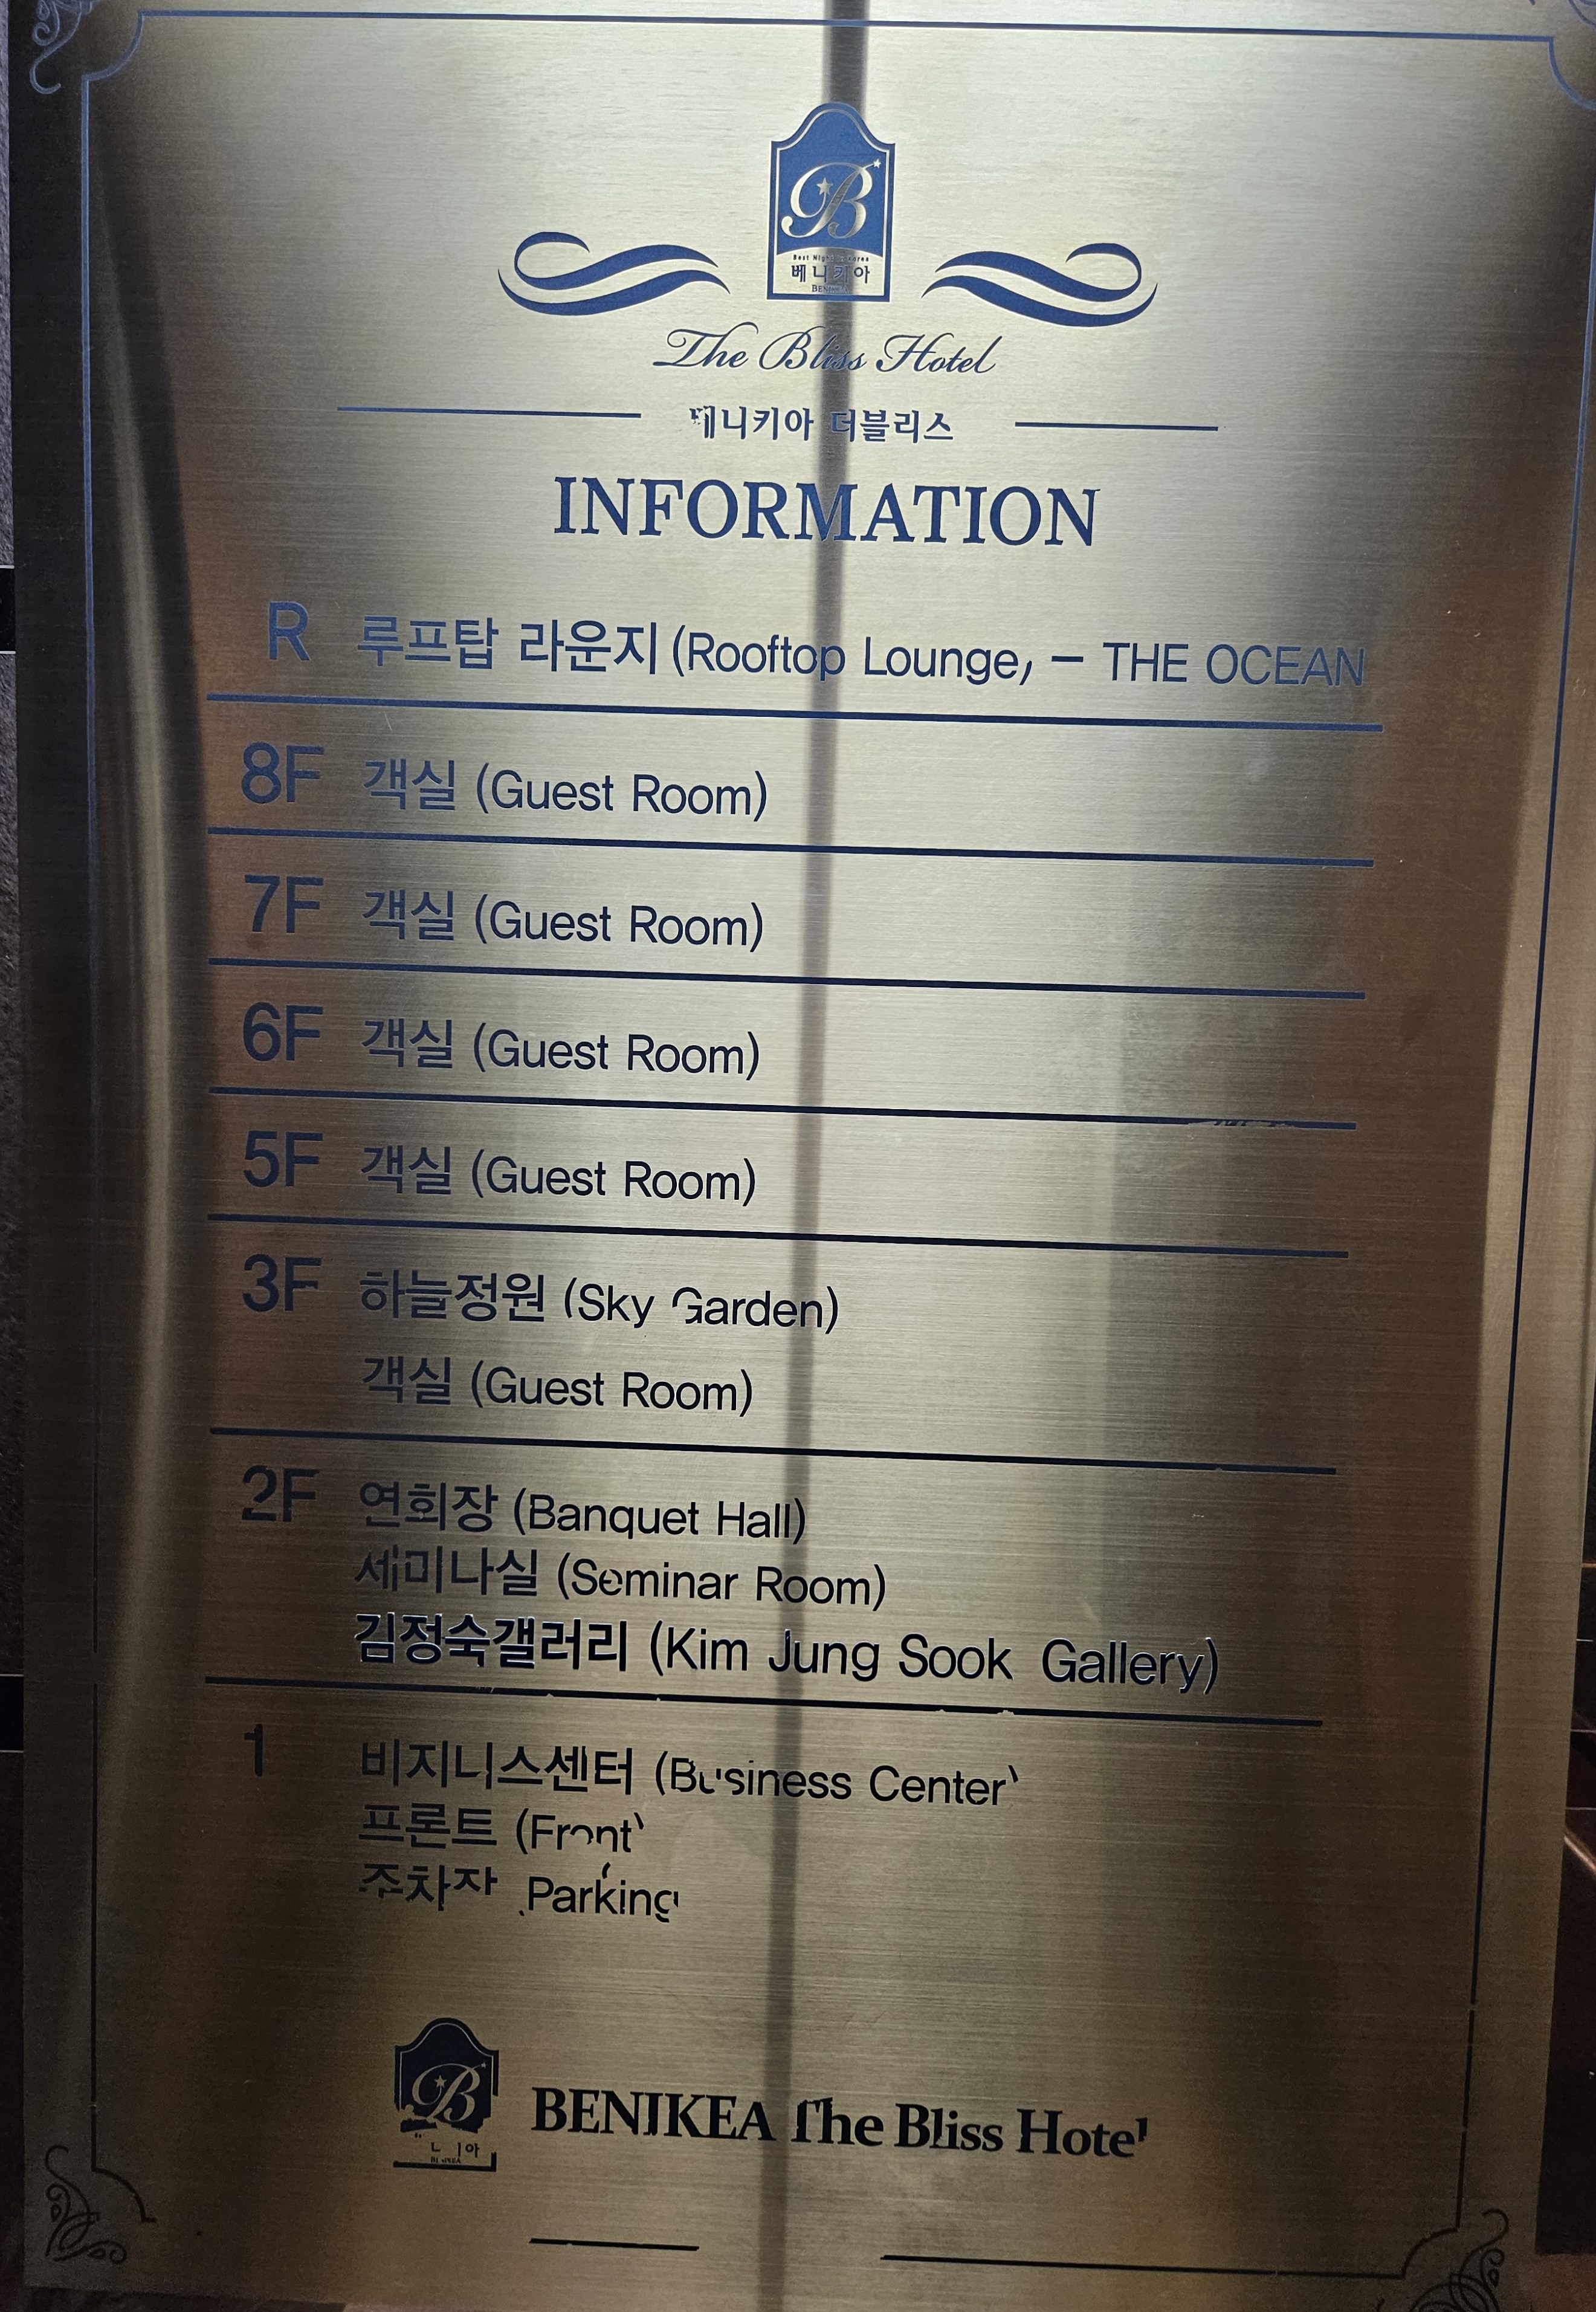 B
Best Night in Korea
베니키아
BENIKEA
The Bliss Hotel
베니키아 더블리스
INFORMATION
R 루프탑 라운지 (Rooftop Lounge) - THE OCEAN
8F 객실 (Guest Room)
7F 객실 (Guest Room)
6F 객실 (Guest Room)
5F 객실 (Guest Room)
3F 하늘정원 (Sky Garden)
객실 (Guest Room)
2F 연회장 (Banquet Hall)
세미나실 (Seminar Room)
김정숙갤러리 (Kim Jung Sook Gallery)
1 비지니스센터 (Business Center)
프론트 (Front)
주차장 (Parking)
B
BENIKEA The Bliss Hotel